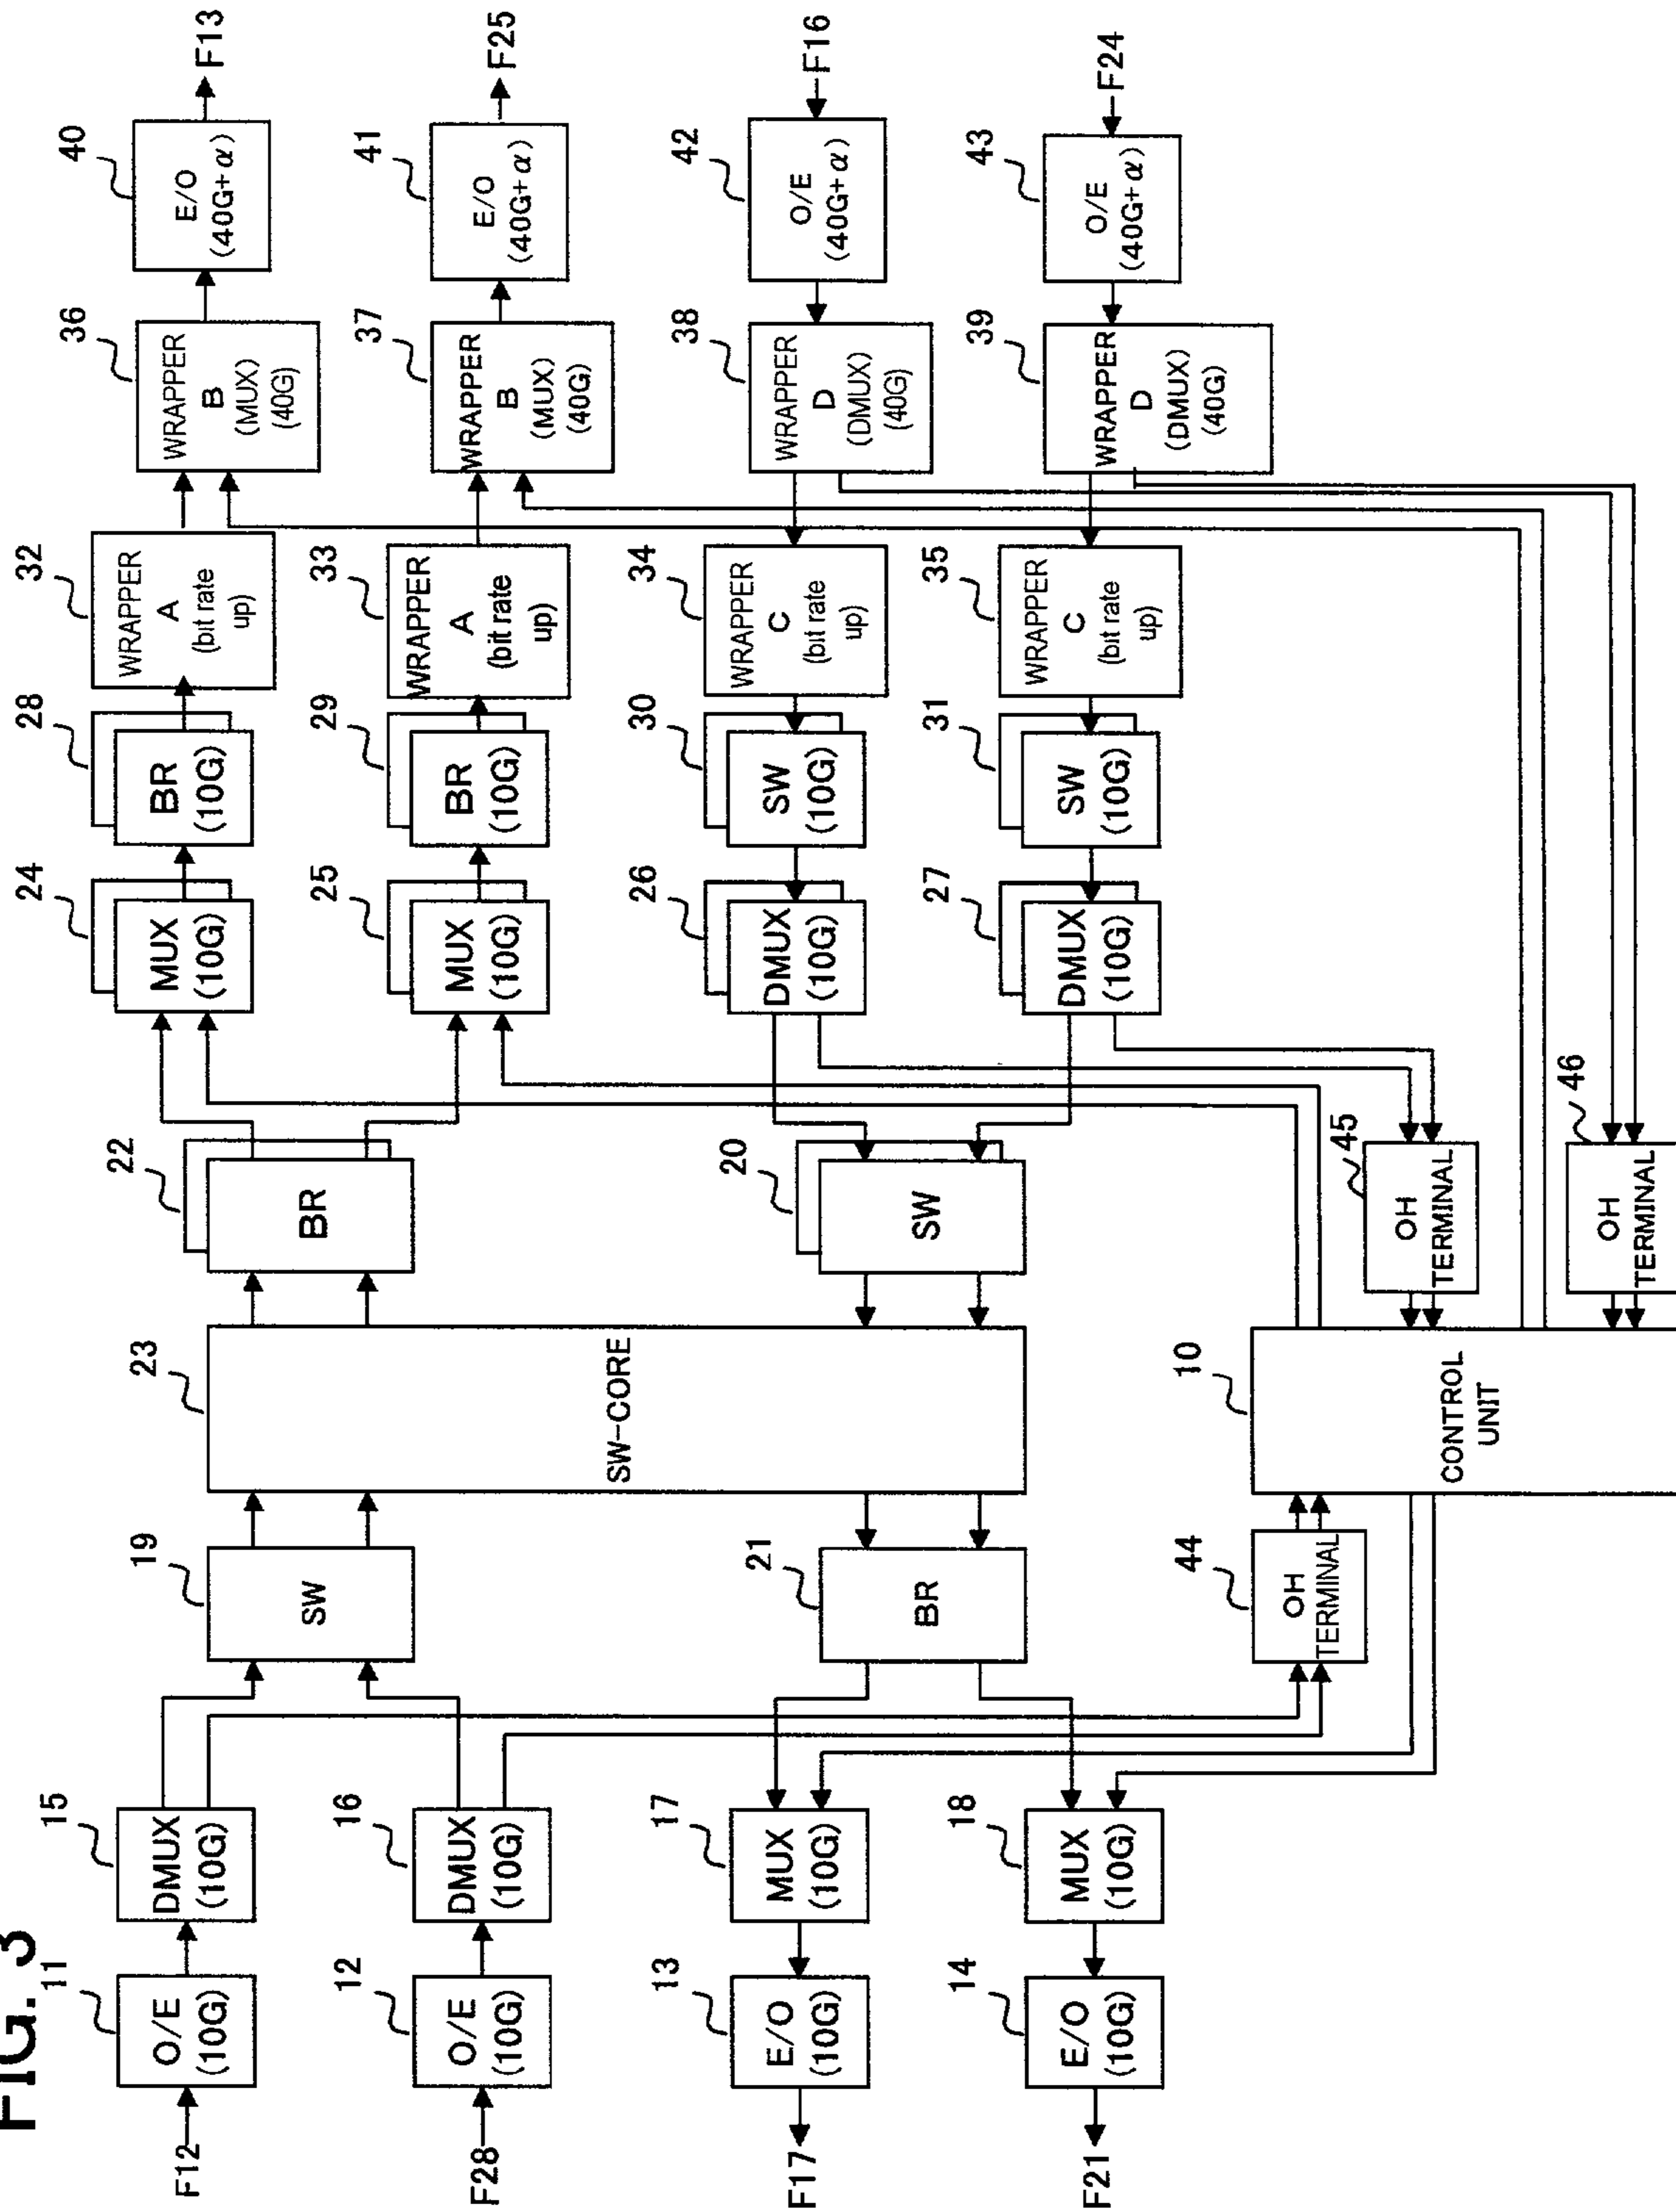 FIG. 3
F12
11
O/E
(10G)
15
DMUX
(10G)
19
SW
23
SW-CORE
22
BR
24
MUX
(10G)
28
BR
(10G)
32
WRAPPER
A
(bit rate
up)
36
WRAPPER
B
(MUX)
(40G)
40
E/O
(40G+α)
F13
F28
12
O/E
(10G)
16
DMUX
(10G)
25
MUX
(10G)
29
BR
(10G)
33
WRAPPER
A
(bit rate
up)
37
WRAPPER
B
(MUX)
(40G)
41
E/O
(40G+α)
F25
F17
13
E/O
(10G)
17
MUX
(10G)
21
BR
20
SW
26
DMUX
(10G)
30
SW
(10G)
34
WRAPPER
C
(bit rate
up)
38
WRAPPER
D
(DMUX)
(40G)
42
O/E
(40G+α)
F16
F21
14
E/O
(10G)
18
MUX
(10G)
27
DMUX
(10G)
31
SW
(10G)
35
WRAPPER
C
(bit rate
up)
39
WRAPPER
D
(DMUX)
(40G)
43
O/E
(40G+α)
F24
44
OH
TERMINAL
10
CONTROL
UNIT
45
OH
TERMINAL
46
OH
TERMINAL